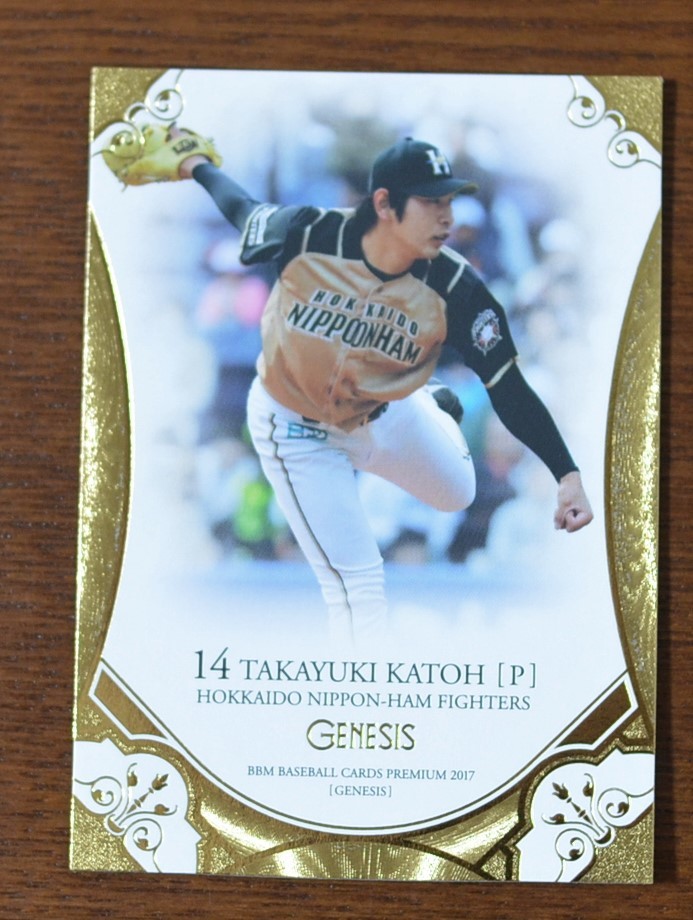 H
HOKKAIDO
NIPPONHAM
14 TAKAYUKI KATOH [P]
HOKKAIDO NIPPON-HAM FIGHTERS
GENESIS
BBM BASEBALL CARDS PREMIUM 2017
[GENESIS]